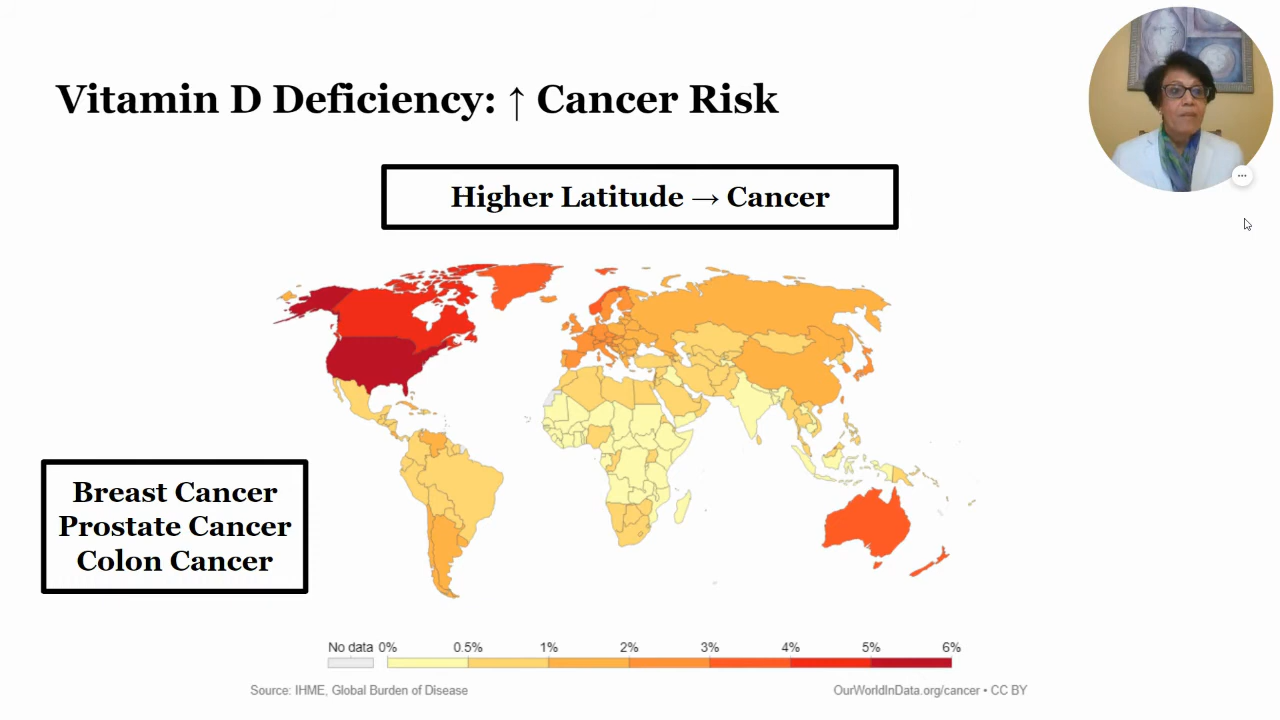 Vitamin D Deficiency: ↑ Cancer Risk
Higher Latitude → Cancer
Breast Cancer
Prostate Cancer
Colon Cancer
No data 0% 0.5% 1% 2% 3% 4% 5% 6%
Source: IHME, Global Burden of Disease
OurWorldInData.org/cancer • CC BY